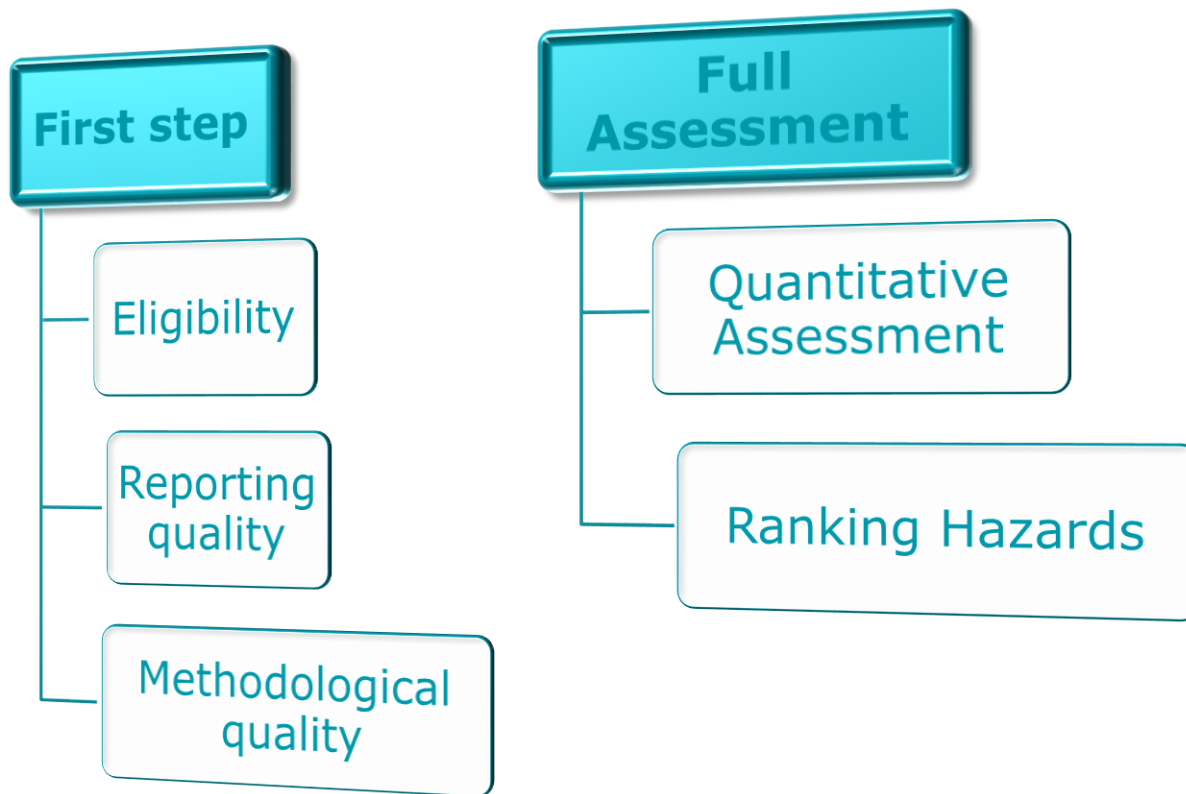 First step
Eligibility
Reporting
quality
Methodological
quality
Full
Assessment
Quantitative
Assessment
Ranking Hazards